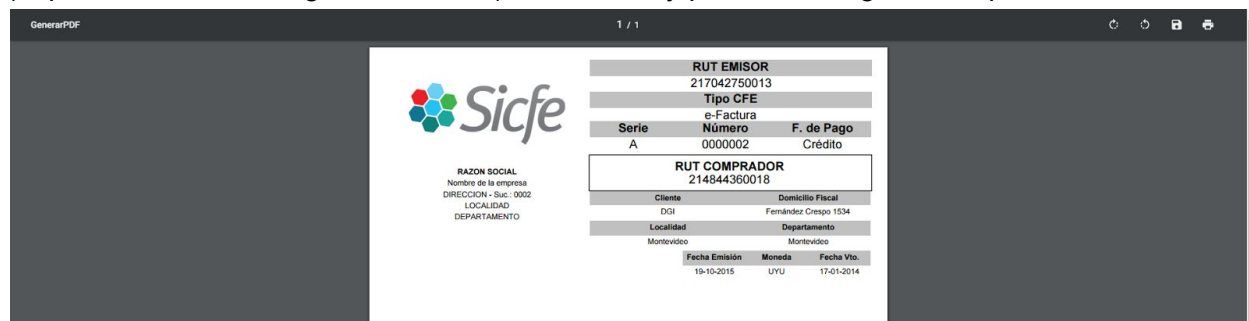 GenerarPDF 1 / 1
Sicfe
RAZON SOCIAL
Nombre de la empresa
DIRECCION - Suc.: 0002
LOCALIDAD
DEPARTAMENTO
RUT EMISOR
217042750013
Tipo CFE
e-Factura
Serie Número F. de Pago
A 0000002 Crédito
RUT COMPRADOR
214844360018
Cliente Domicilio Fiscal
DGI Fernández Crespo 1534
Localidad Departamento
Montevideo Montevideo
Fecha Emisión Moneda Fecha Vto.
19-10-2015 UYU 17-01-2014